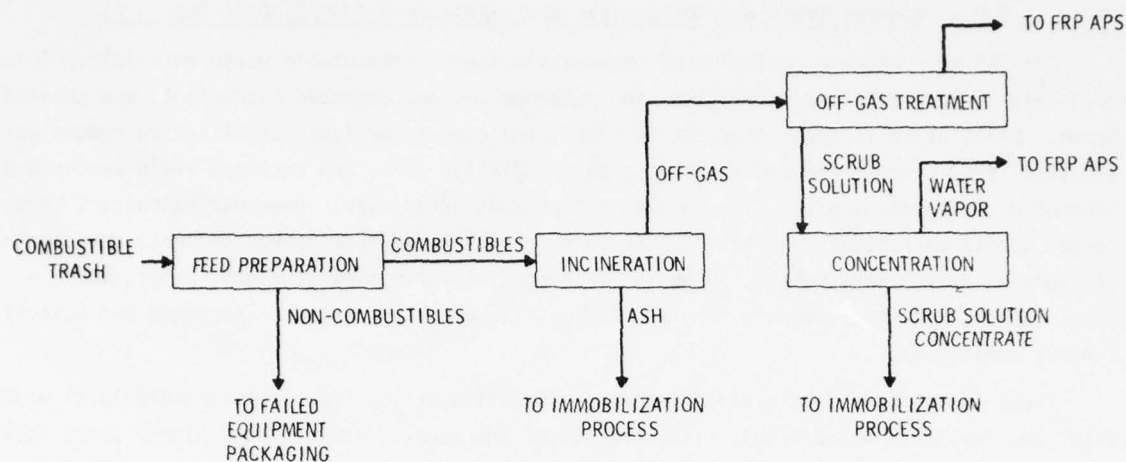 TO FRP APS
OFF-GAS TREATMENT
OFF-GAS
SCRUB
SOLUTION
WATER
VAPOR
TO FRP APS
COMBUSTIBLE
TRASH
FEED PREPARATION
COMBUSTIBLES
INCINERATION
CONCENTRATION
NON-COMBUSTIBLES
ASH
SCRUB SOLUTION
CONCENTRATE
TO FAILED
EQUIPMENT
PACKAGING
TO IMMOBILIZATION
PROCESS
TO IMMOBILIZATION
PROCESS